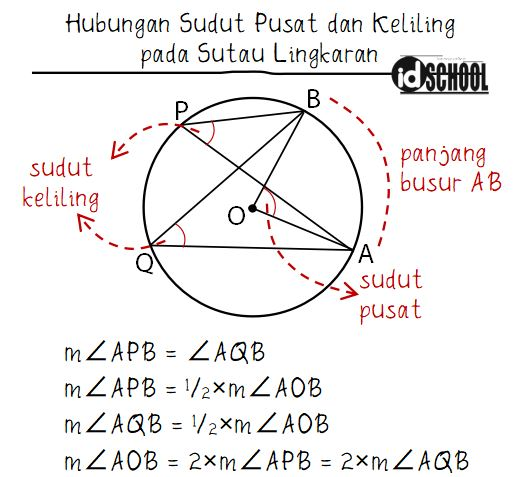 Hubungan Sudut Pusat dan Keliling
pada Sutau Lingkaran
idSCHOOL
B
P
panjang
busur AB
sudut
keliling
O
A
Q
sudut
pusat
m∠APB = ∠AQB
m∠APB = 1/2×m∠AOB
m∠AQB = 1/2×m∠AOB
m∠AOB = 2×m∠APB = 2×m∠AQB